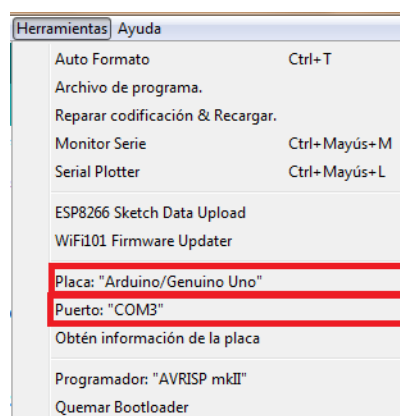 Herramientas Ayuda
Auto Formato Ctrl+T
Archivo de programa.
Reparar codificación & Recargar.
Monitor Serie Ctrl+Mayús+M
Serial Plotter Ctrl+Mayús+L
ESP8266 Sketch Data Upload
WiFi101 Firmware Updater
Placa: "Arduino/Genuino Uno"
Puerto: "COM3"
Obtén información de la placa
Programador: "AVRISP mkII"
Quemar Bootloader